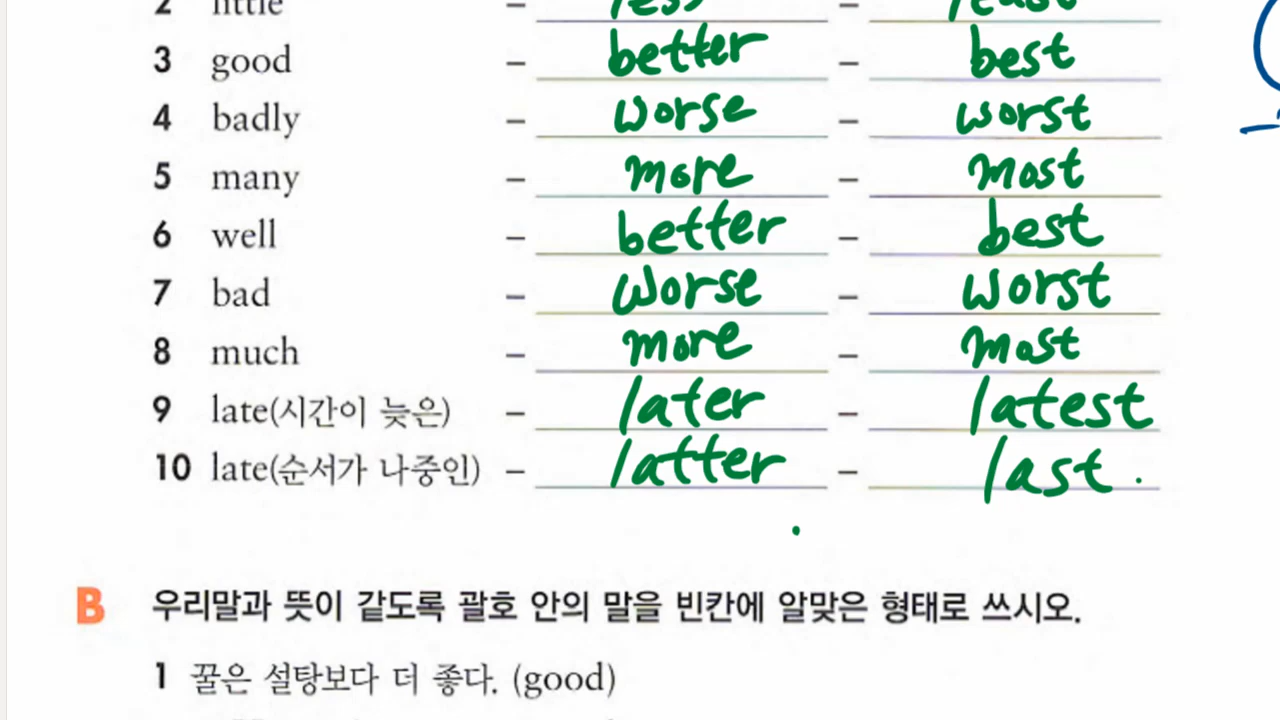 2 little - less - least
3 good - better - best
4 badly - worse - worst
5 many - more - most
6 well - better - best
7 bad - worse - worst
8 much - more - most
9 late(시간이 늦은) - later - latest
10 late(순서가 나중인) - latter - last.
B 우리말과 뜻이 같도록 괄호 안의 말을 빈칸에 알맞은 형태로 쓰시오.
1 꿀은 설탕보다 더 좋다. (good)